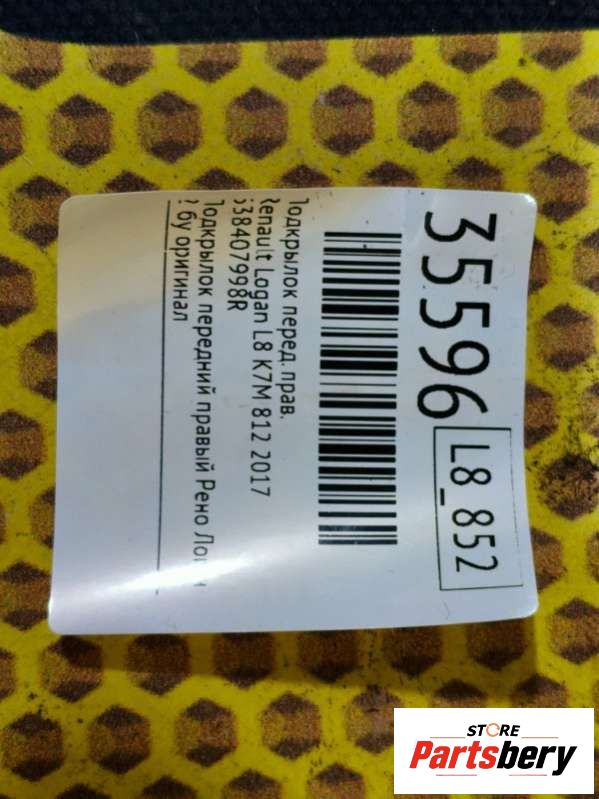 35596 L8_852
Подкрылок перед. прав.
Renault Logan L8 K7M 812 2017
638407998R
Подкрылок передний правый Рено
2 бу оригинал
STORE
Partsbery